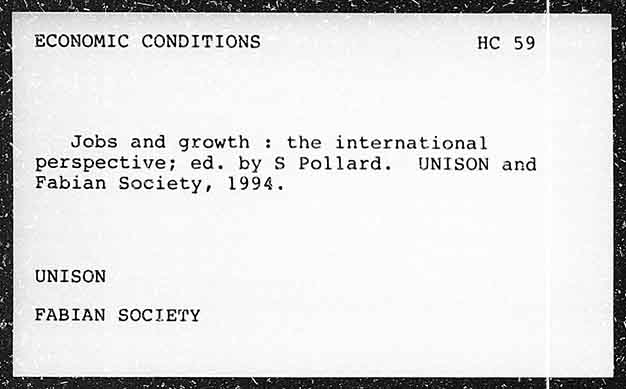 ECONOMIC CONDITIONS HC 59
Jobs and growth : the international
perspective; ed. by S Pollard. UNISON and
Fabian Society, 1994.
UNISON
FABIAN SOCIETY